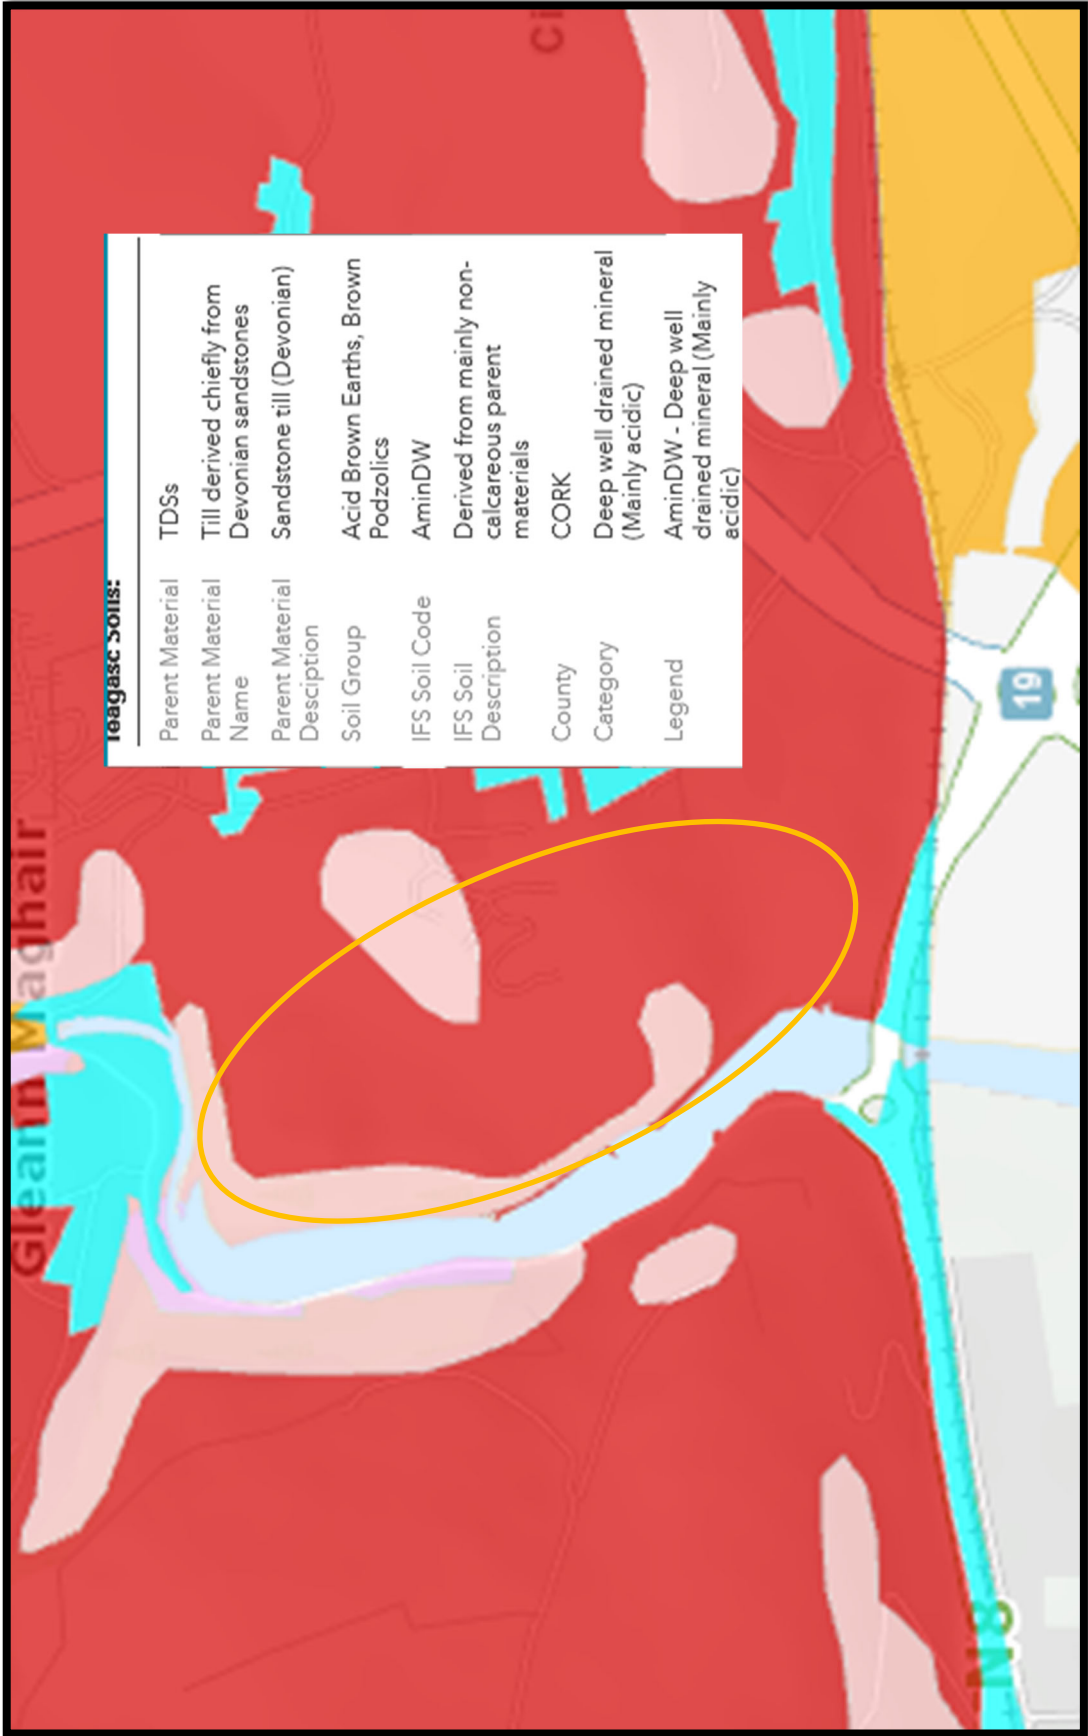 Gleann Maghair
Teagasc Soils:
Parent Material TDSs
Parent Material Name Till derived chiefly from
Devonian sandstones
Parent Material Sandstone till (Devonian)
Desciption
Soil Group Acid Brown Earths, Brown
Podzolics
IFS Soil Code AminDW
IFS Soil Derived from mainly non-
Description calcareous parent
materials
County CORK
Category Deep well drained mineral
(Mainly acidic)
Legend AminDW - Deep well
drained mineral (Mainly
acidic)
Ci
N8
19